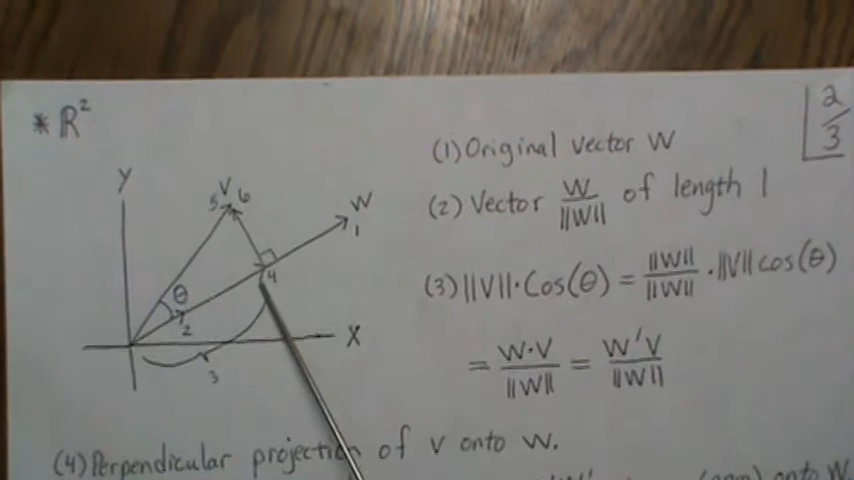 * R²
2/3
(1) Original vector W
(2) Vector W/||W|| of length 1
(3) ||V||·Cos(θ) = ||W||/||W|| · ||V|| cos(θ)
= W·V/||W|| = W'V/||W||
Y
V
5 6
W
1
θ
4
2
X
3
(4) Perpendicular projection of V onto W.
onto W